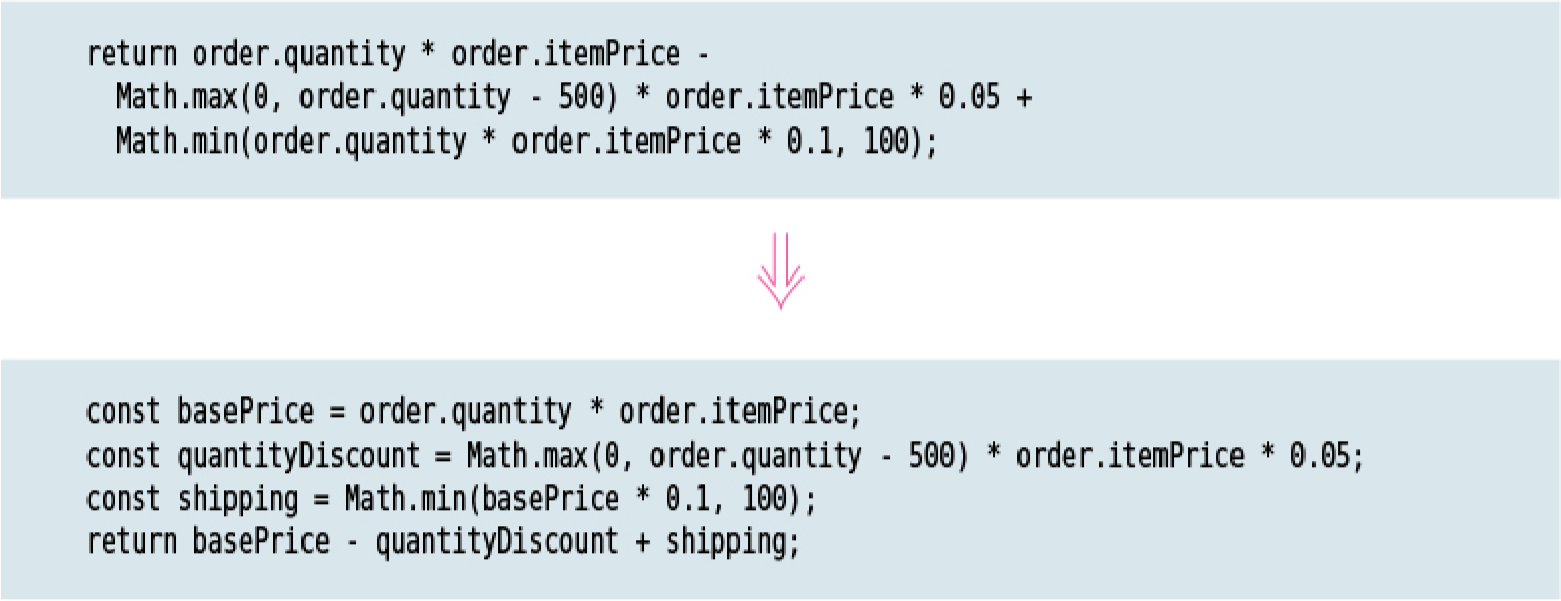 return order.quantity * order.itemPrice -
Math.max(0, order.quantity - 500) * order.itemPrice * 0.05 +
Math.min(order.quantity * order.itemPrice * 0.1, 100);
const basePrice = order.quantity * order.itemPrice;
const quantityDiscount = Math.max(0, order.quantity - 500) * order.itemPrice * 0.05;
const shipping = Math.min(basePrice * 0.1, 100);
return basePrice - quantityDiscount + shipping;